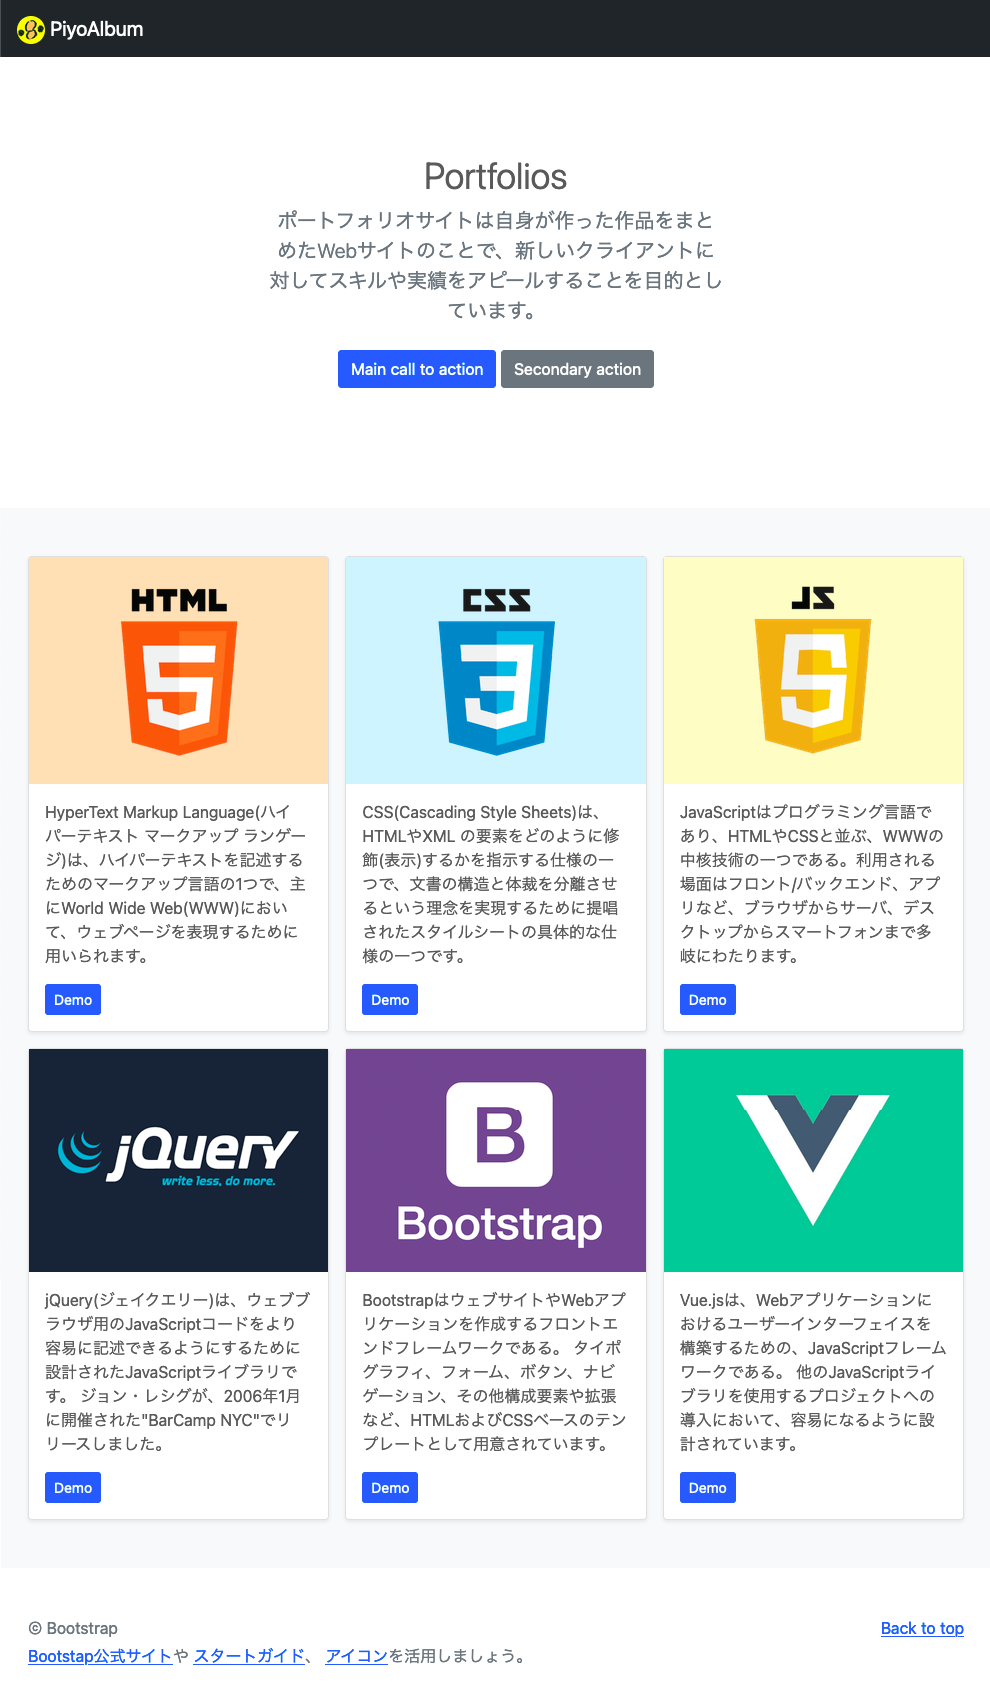 PiyoAlbum
Portfolios
ポートフォリオサイトは自身が作った作品をまと
めたWebサイトのことで、新しいクライアントに
対してスキルや実績をアピールすることを目的とし
ています。
Main call to action
Secondary action
HTML
5
HyperText Markup Language(ハイ
パーテキスト マークアップ ランゲー
ジ)は、ハイパーテキストを記述する
ためのマークアップ言語の1つで、主
にWorld Wide Web(WWW)におい
て、ウェブページを表現するために
用いられます。
Demo
CSS
3
CSS(Cascading Style Sheets)は、
HTMLやXML の要素をどのように修
飾(表示)するかを指示する仕様の一
つで、文書の構造と体裁を分離させ
るという理念を実現するために提唱
されたスタイルシートの具体的な仕
様の一つです。
Demo
JS
5
JavaScriptはプログラミング言語で
あり、HTMLやCSSと並ぶ、WWWの
中核技術の一つである。利用される
場面はフロント/バックエンド、アプ
リなど、ブラウザからサーバ、デス
クトップからスマートフォンまで多
岐にわたります。
Demo
jQuery
write less, do more.
jQuery(ジェイクエリー)は、ウェブブ
ラウザ用のJavaScriptコードをより
容易に記述できるようにするために
設計されたJavaScriptライブラリで
す。 ジョン・レシグが、2006年1月
に開催された"BarCamp NYC"でリ
リースしました。
Demo
B
Bootstrap
BootstrapはウェブサイトやWebアプ
リケーションを作成するフロントエ
ンドフレームワークである。 タイポ
グラフィ、フォーム、ボタン、ナビ
ゲーション、その他構成要素や拡張
など、HTMLおよびCSSベースのテン
プレートとして用意されています。
Demo
Vue.jsは、Webアプリケーションに
おけるユーザーインターフェイスを
構築するための、JavaScriptフレーム
ワークである。 他のJavaScriptライ
ブラリを使用するプロジェクトへの
導入において、容易になるように設
計されています。
Demo
© Bootstrap
Back to top
Bootstap公式サイトや スタートガイド、 アイコンを活用しましょう。